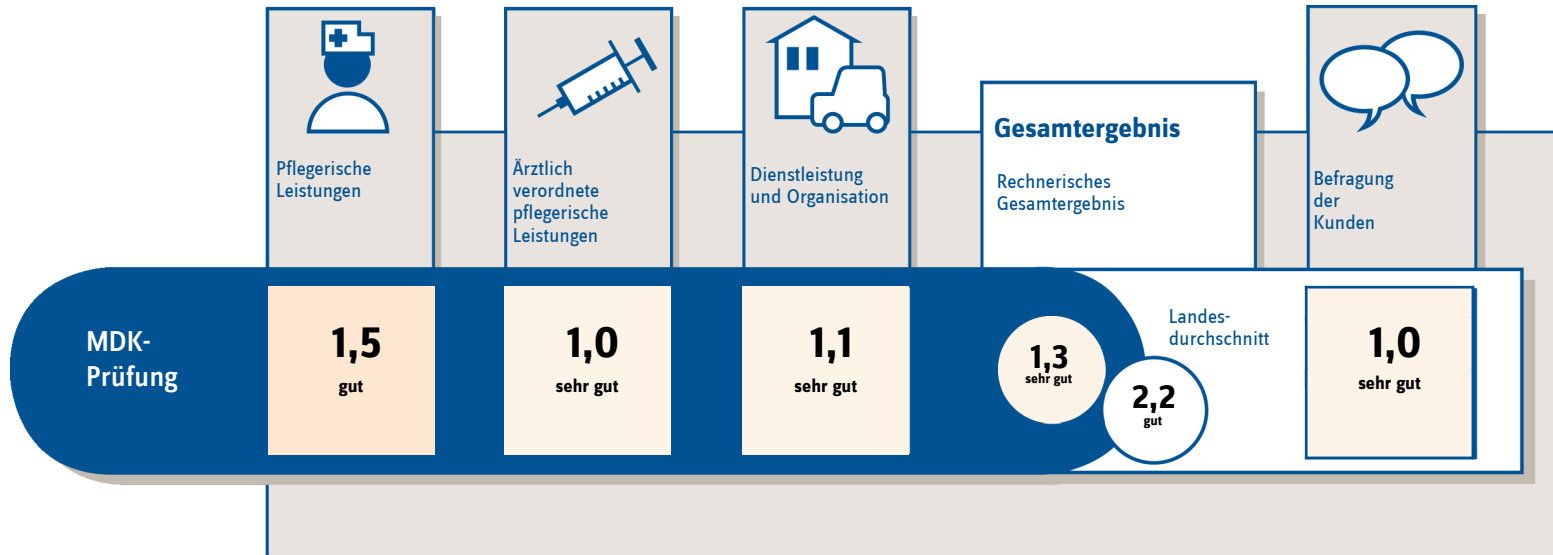 Pflegerische
Leistungen
Ärztlich
verordnete
pflegerische
Leistungen
Dienstleistung
und Organisation
Gesamtergebnis
Rechnerisches
Gesamtergebnis
Befragung
der
Kunden
MDK-
Prüfung
1,5
gut
1,0
sehr gut
1,1
sehr gut
1,3
sehr gut
Landes-
durchschnitt
2,2
gut
1,0
sehr gut